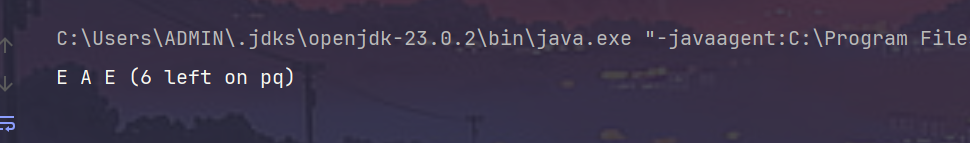 C:\Users\ADMIN\.jdks\openjdk-23.0.2\bin\java.exe "-javaagent:C:\Program File
E A E (6 left on pq)